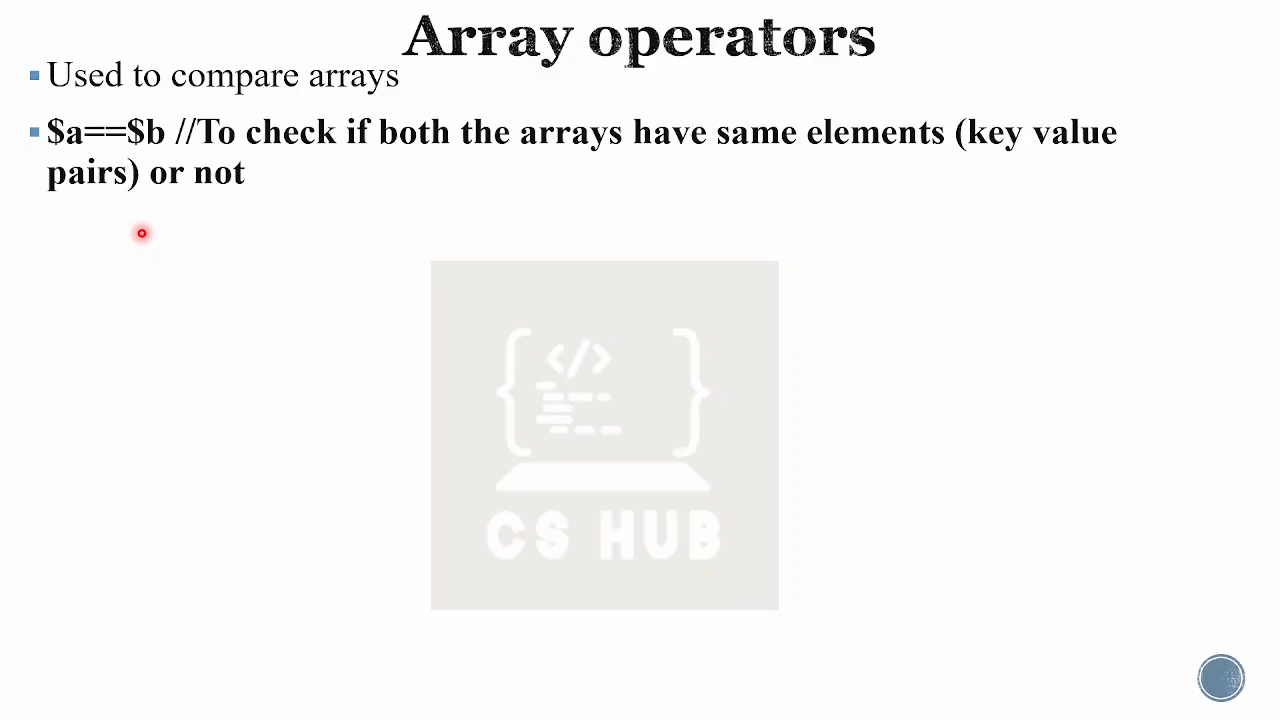 Array operators
Used to compare arrays
$a==$b //To check if both the arrays have same elements (key value
pairs) or not
</>
CS HUB